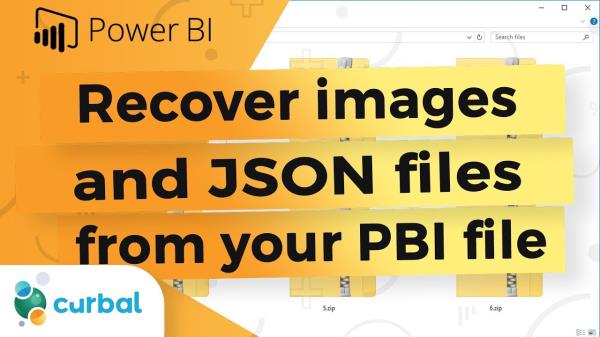 Power BI
Search files
Recover images
and JSON files
from your PBI file
curbal
5.zip
6.zip